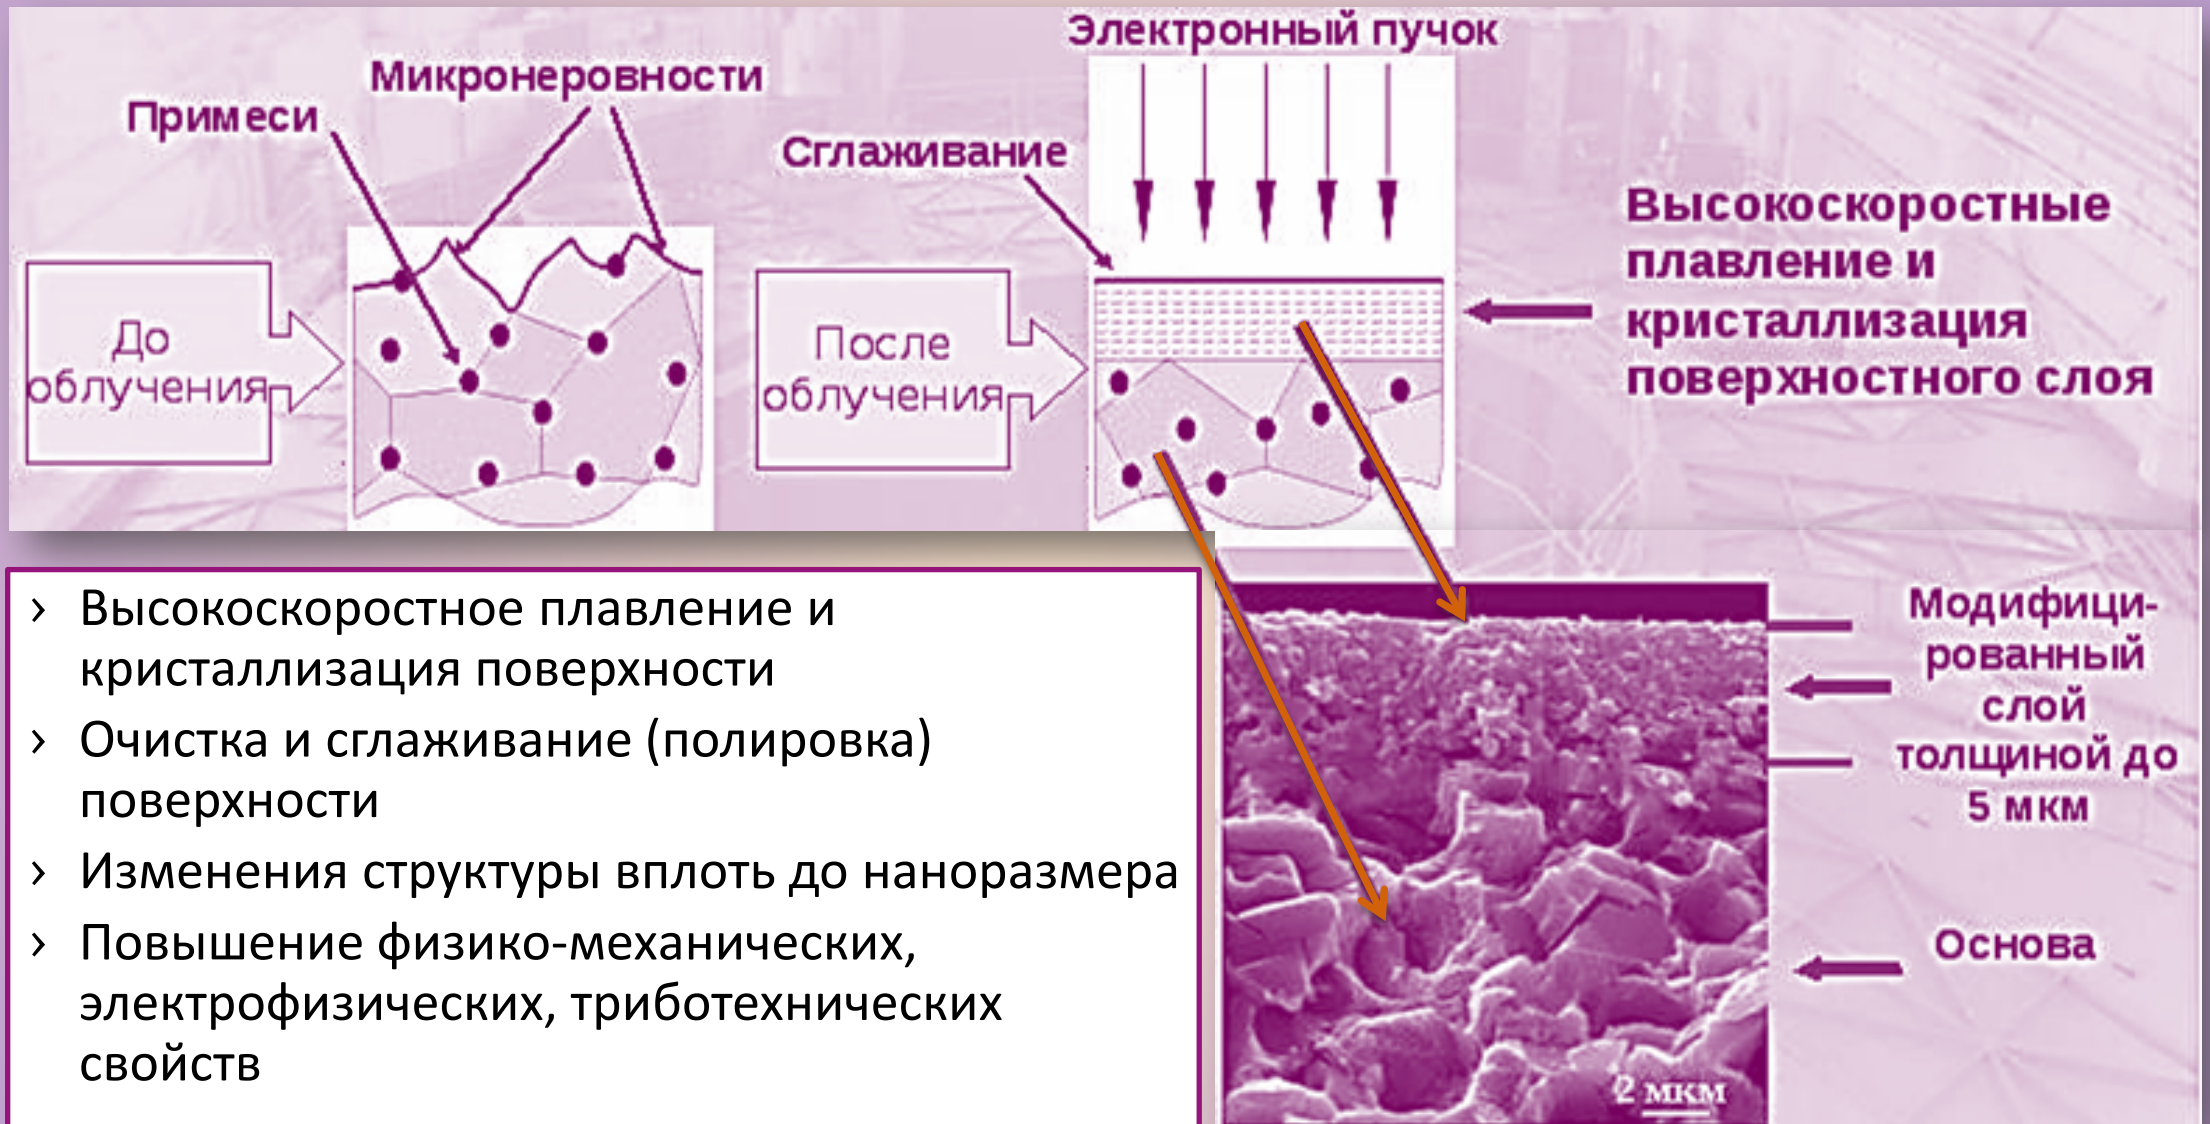 Электронный пучок
Микронеровности
Примеси
Сглаживание
До
облучения
После
облучения
Высокоскоростные
плавление и
кристаллизация
поверхностного слоя
› Высокоскоростное плавление и
кристаллизация поверхности
› Очистка и сглаживание (полировка)
поверхности
› Изменения структуры вплоть до наноразмера
› Повышение физико-механических,
электрофизических, триботехнических
свойств
Модифици-
рованный
слой
толщиной до
5 мкм
Основа
2 мкм